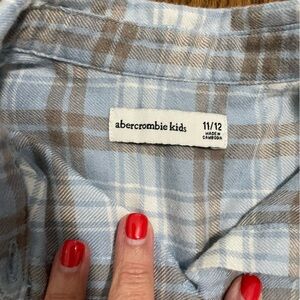 abercrombie kids
11/12
MADE IN
CAMBODIA